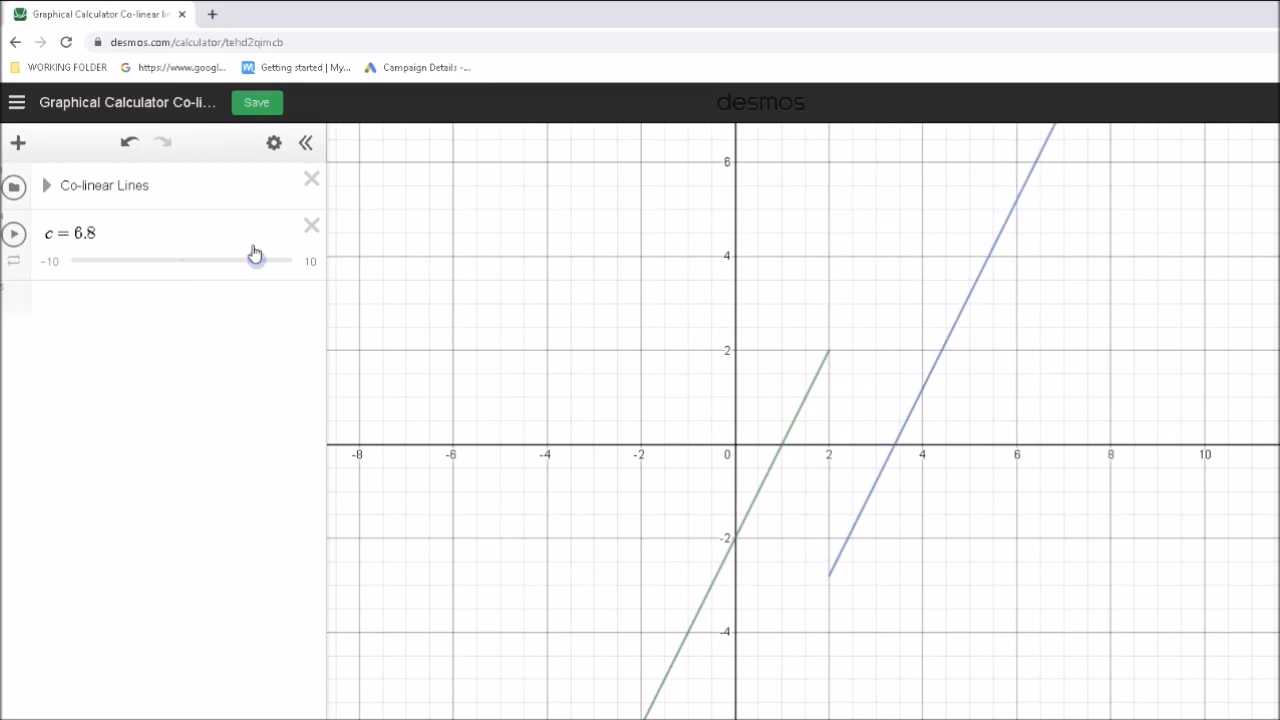 Graphical Calculator Co-linear lin
desmos.com/calculator/tehd2qimcb
WORKING FOLDER
https://www.googl...
Getting started | My...
Campaign Details -...
Graphical Calculator Co-li...
Save
desmos
Co-linear Lines
c = 6.8
-10
10
6
4
2
-8 -6 -4 -2 0 2 4 6 8 10
-2
-4